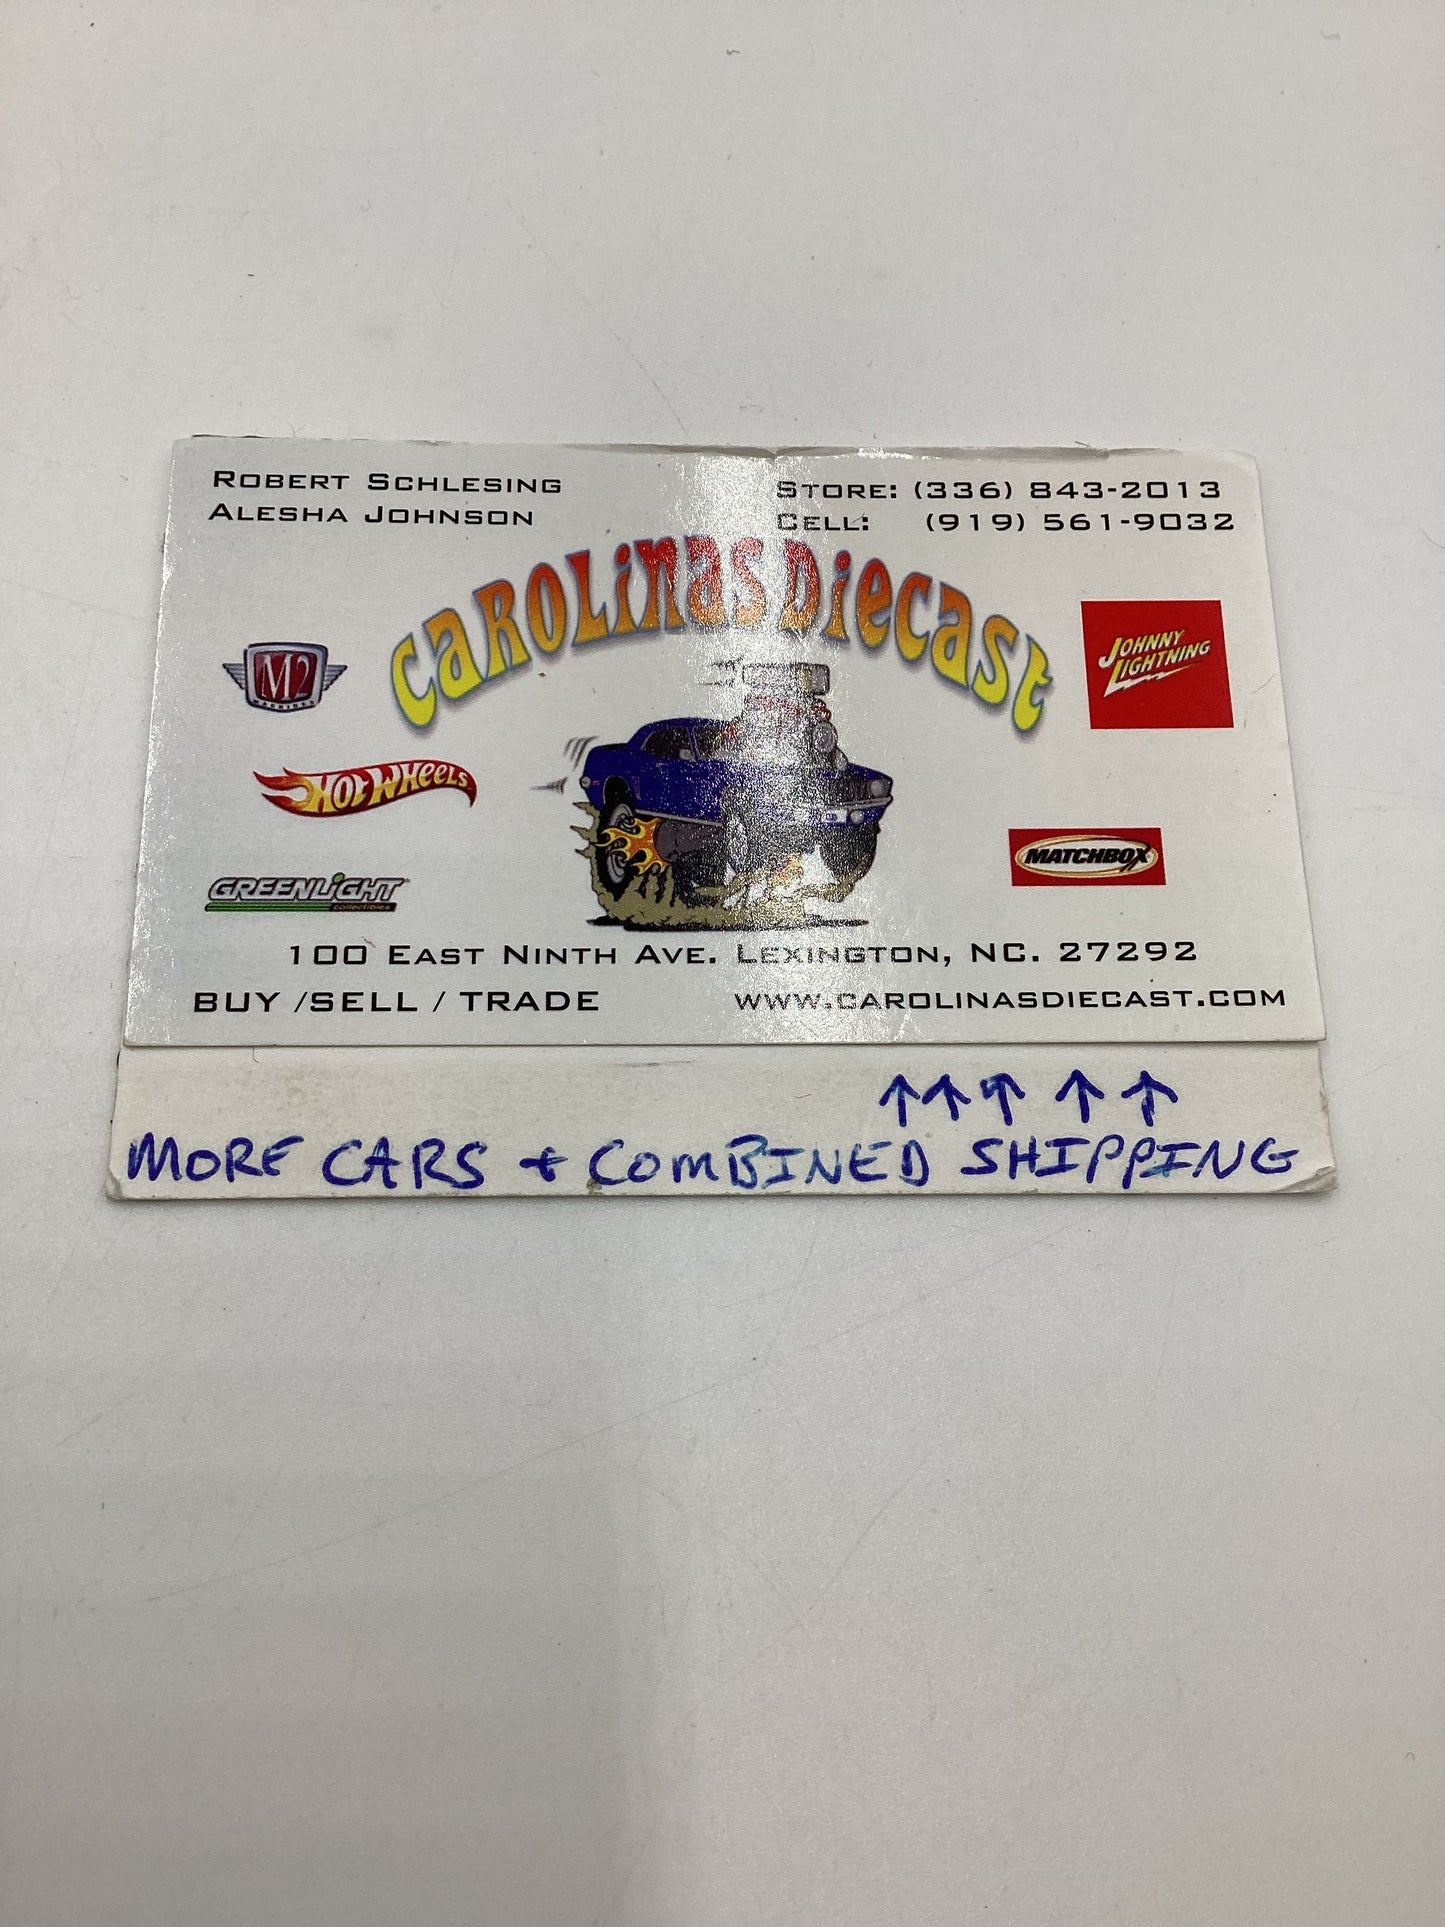 ROBERT SCHLESING
ALESHA JOHNSON
STORE: (336) 843-2013
CELL: (919) 561-9032
CAROLINAS DIECAST
M2
MACHINES
JOHNNY
LIGHTNING
HOT WHEELS
MATCHBOX
GREENLIGHT
collectibles
100 EAST NINTH AVE. LEXINGTON, NC. 27292
BUY /SELL / TRADE
WWW.CAROLINASDIECAST.COM
↑ ↑ ↑ ↑ ↑
MORE CARS + COMBINED SHIPPING